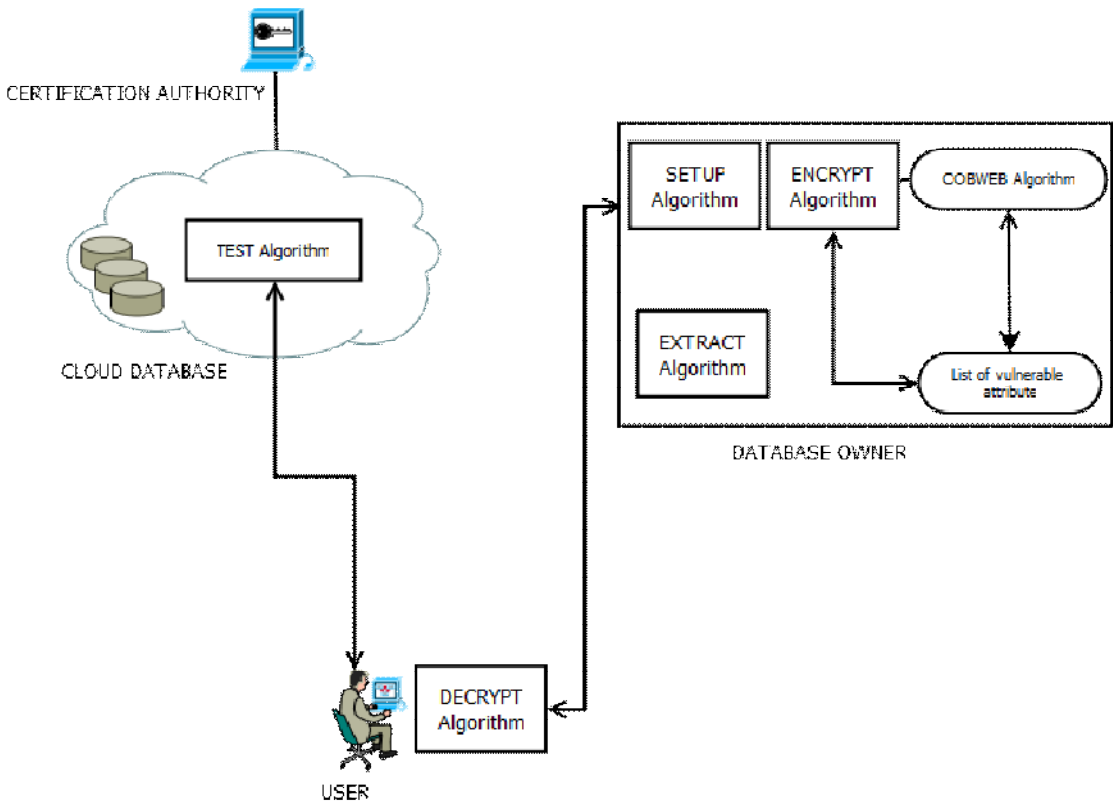 CERTIFICATION AUTHORITY
TEST Algorithm
CLOUD DATABASE
SETUP
Algorithm
ENCRYPT
Algorithm
COBWEB Algorithm
EXTRACT
Algorithm
List of vulnerable
attribute
DATABASE OWNER
DECRYPT
Algorithm
USER